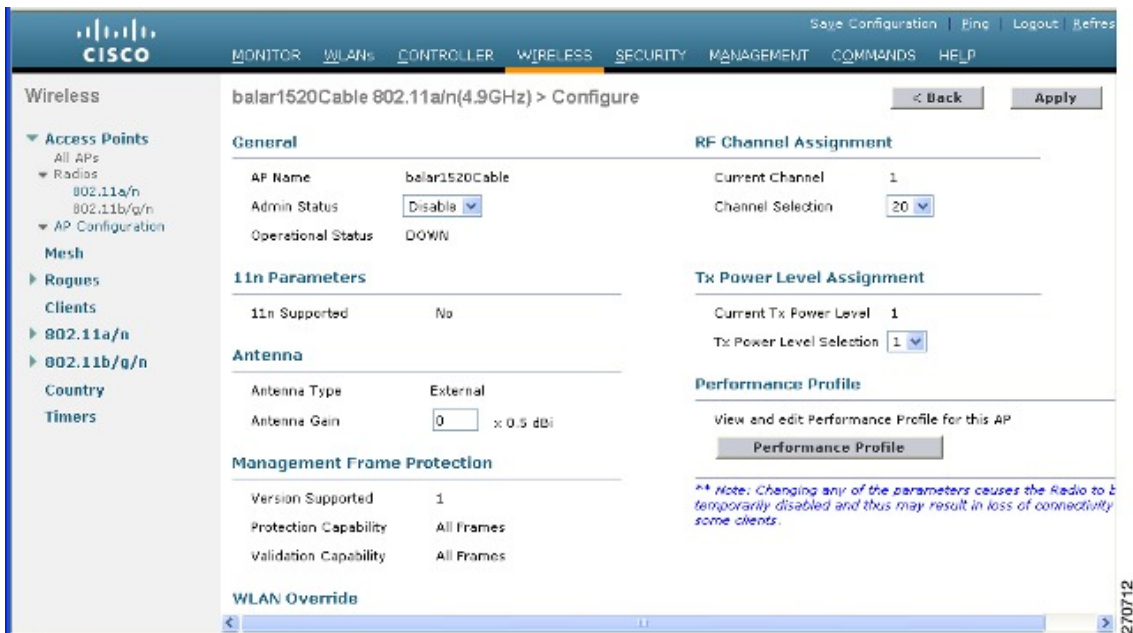 Save Configuration | Ping | Logout | Refres
CISCO
MONITOR WLANs CONTROLLER WIRELESS SECURITY MANAGEMENT COMMANDS HELP
Wireless
Access Points
All APs
Radios
802.11a/n
802.11b/g/n
AP Configuration
Mesh
Rogues
Clients
802.11a/n
802.11b/g/n
Country
Timers
balar1520Cable 802.11a/n(4.9GHz) > Configure
< Back
Apply
General
AP Name balar1520Cable
Admin Status Disable
Operational Status DOWN
11n Parameters
11n Supported No
Antenna
Antenna Type External
Antenna Gain 0 x 0.5 dBi
Management Frame Protection
Version Supported 1
Protection Capability All Frames
Validation Capability All Frames
WLAN Override
RF Channel Assignment
Current Channel 1
Channel Selection 20
Tx Power Level Assignment
Current Tx Power Level 1
Tx Power Level Selection 1
Performance Profile
View and edit Performance Profile for this AP
Performance Profile
** Note: Changing any of the parameters causes the Radio to b
temporarily disabled and thus may result in loss of connectivity
some clients.
270712